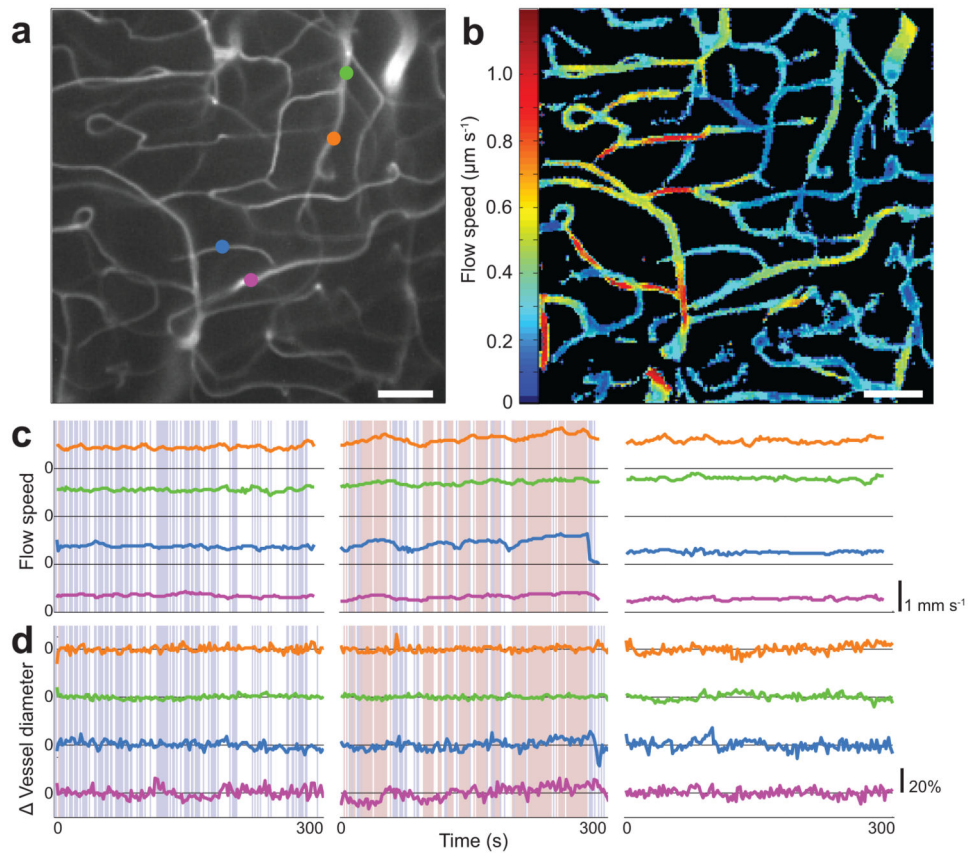 a
b
1.0
0.8
0.6
0.4
0.2
0
Flow speed (μm s⁻¹)
c
Flow speed
0
0
0
0
1 mm s⁻¹
d
Δ Vessel diameter
0
0
0
0
20%
0 300 0 300 0 300
Time (s)